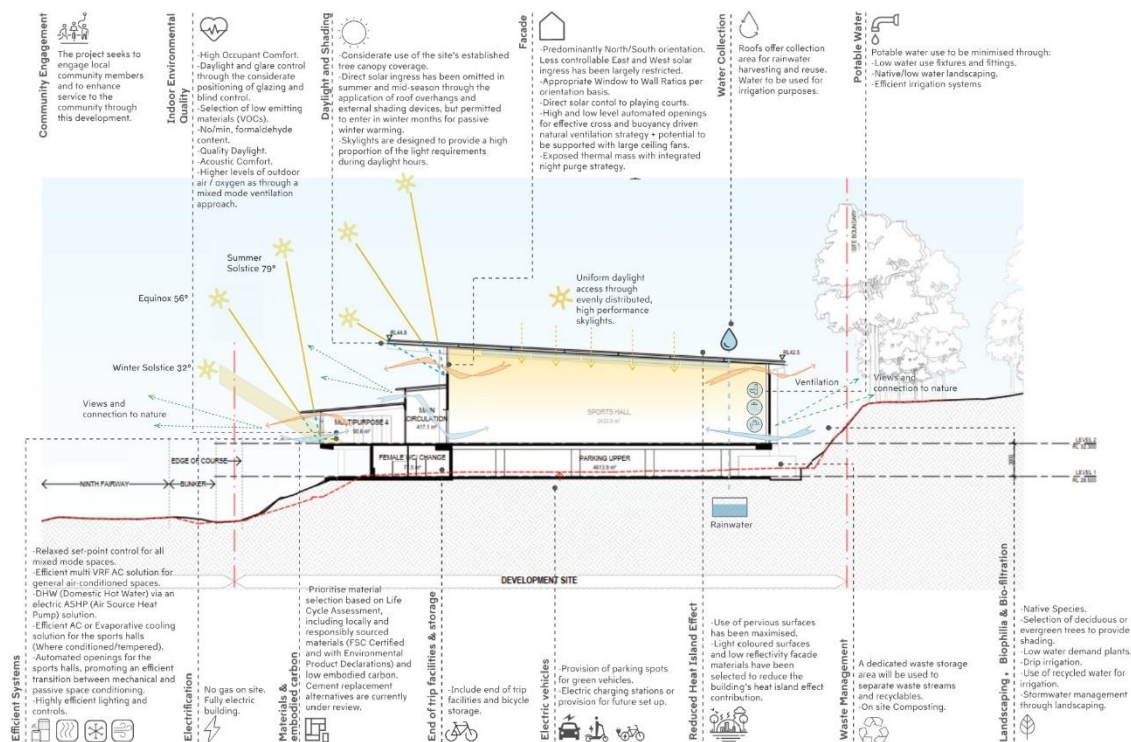 Community Engagement
The project seeks to
engage local
community members
and to enhance
service to the
community through
this development.
Indoor Environmental
Quality
-High Occupant Comfort.
-Daylight and glare control
through the considerate
positioning of glazing and
blind control.
-Selection of low emitting
materials (VOCs).
-No/min, formaldehyde
content.
-Quality Daylight.
-Acoustic Comfort.
-Higher levels of outdoor
air / oxygen as through a
mixed mode ventilation
approach.
Daylight and Shading
-Considerate use of the site's established
tree canopy coverage.
-Direct solar ingress has been omitted in
summer and mid-season through the
application of roof overhangs and
external shading devices, but permitted
to enter in winter months for passive
winter warming.
-Skylights are designed to provide a high
proportion of the light requirements
during daylight hours.
Facade
-Predominantly North/South orientation.
Less controllable East and West solar
ingress has been largely restricted.
-Appropriate Window to Wall Ratios per
orientation basis.
-Direct solar contol to playing courts.
-High and low level automated openings
for effective cross and buoyancy driven
natural ventilation strategy + potential to
be supported with large ceiling fans.
-Exposed thermal mass with integrated
night purge strategy.
Water Collection
Roofs offer collection
area for rainwater
harvesting and reuse.
Water to be used for
irrigation purposes.
Potable Water
Potable water use to be minimised through:
-Low water use fixtures and fittings.
-Native/low water landscaping.
-Efficient irrigation systems
Summer
Solstice 79°
Equinox 56°
Winter Solstice 32°
Views and
connection to nature
Uniform daylight
access through
evenly distributed,
high performance
skylights.
SITE BOUNDARY
RL44.8
RL42.5
Ventilation
Views and
connection to nature
MULTIPURPOSE 4
MAIN
CIRCULATION
417.1 m²
SPORTS HALL
FEMALE WC/ CHANGE
PARKING UPPER
4613.9 m²
LEVEL 2
RL 32.500
LEVEL 1
RL 28.500
EDGE OF COURSE
NINTH FAIRWAY
BUNKER
Rainwater
DEVELOPMENT SITE
Efficient Systems
-Relaxed set-point control for all
mixed mode spaces.
-Efficient multi VRF AC solution for
general air-conditioned spaces.
-DHW (Domestic Hot Water) via an
electric ASHP (Air Source Heat
Pump) solution.
-Efficient AC or Evaporative cooling
solution for the sports halls
(Where conditioned/tempered).
-Automated openings for the
sports halls, promoting an efficient
transition between mechanical and
passive space conditioning.
-Highly efficient lighting and
controls.
Electrification
No gas on site.
Fully electric
building.
Materials &
embodied carbon
-Prioritise material
selection based on Life
Cycle Assessment,
including locally and
responsibly sourced
materials (FSC Certified
and with Environmental
Product Declarations) and
low embodied carbon.
Cement replacement
alternatives are currently
under review.
End of trip facilities & storage
-Include end of trip
facilities and bicycle
storage.
Electric vehicles
-Provision of parking spots
for green vehicles.
-Electric charging stations or
provision for future set up.
Reduced Heat Island Effect
-Use of pervious surfaces
has been maximised.
-Light coloured surfaces
and low reflectivity facade
materials have been
selected to reduce the
building's heat island effect
contribution.
Waste Management
A dedicated waste storage
area will be used to
separate waste streams
and recyclables.
-On site Composting.
Landscaping , Biophilia & Bio-filtration
-Native Species.
-Selection of deciduous or
evergreen trees to provide
shading.
-Low water demand plants.
-Drip irrigation.
-Use of recycled water for
irrigation.
-Stormwater management
through landscaping.